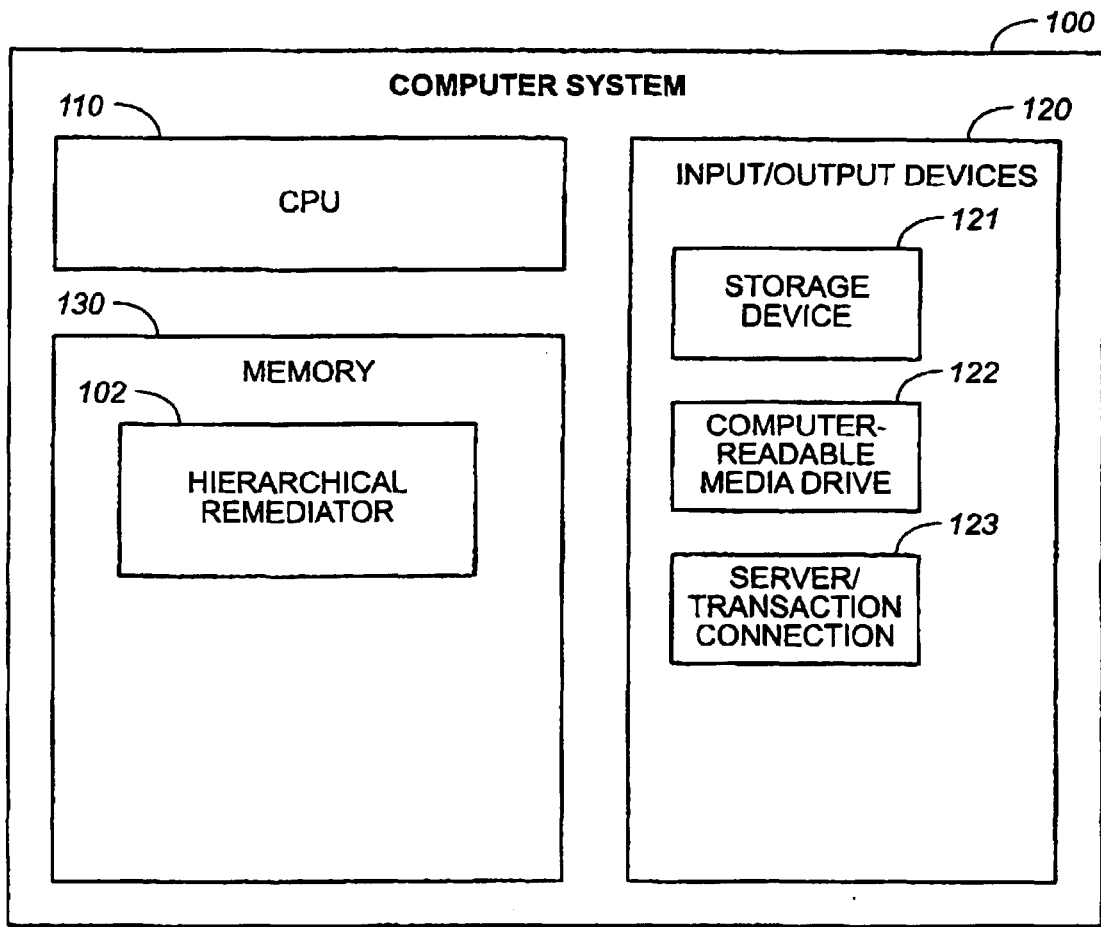 100
COMPUTER SYSTEM
110
CPU
130
MEMORY
102
HIERARCHICAL
REMEDIATOR
120
INPUT/OUTPUT DEVICES
121
STORAGE
DEVICE
122
COMPUTER-
READABLE
MEDIA DRIVE
123
SERVER/
TRANSACTION
CONNECTION